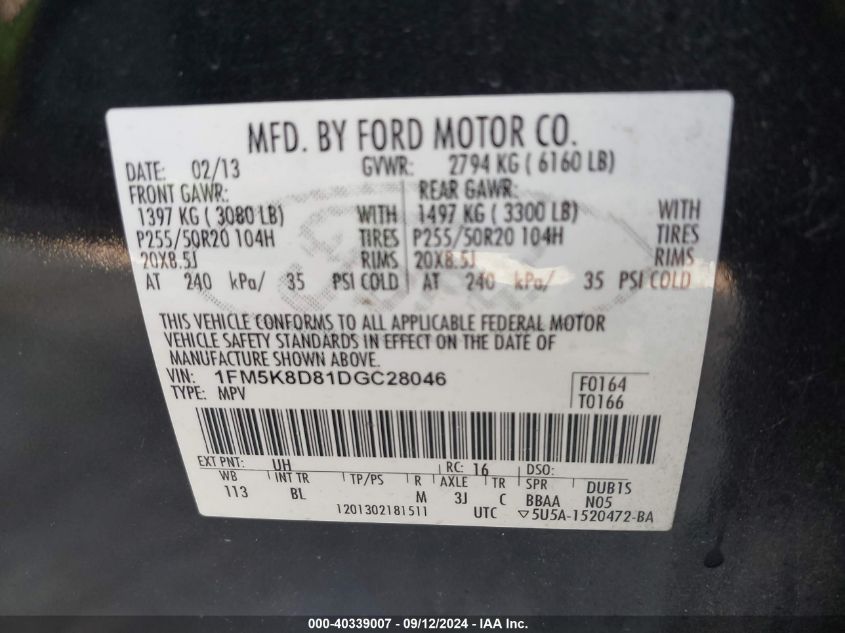 MFD. BY FORD MOTOR CO.
DATE: 02/13 GVWR: 2794 KG ( 6160 LB)
FRONT GAWR: REAR GAWR:
1397 KG ( 3080 LB) WITH 1497 KG ( 3300 LB) WITH
P255/50R20 104H TIRES P255/50R20 104H TIRES
20X8.5J RIMS 20X8.5J RIMS
AT 240 kPa/ 35 PSI COLD AT 240 kPa/ 35 PSI COLD
THIS VEHICLE CONFORMS TO ALL APPLICABLE FEDERAL MOTOR
VEHICLE SAFETY STANDARDS IN EFFECT ON THE DATE OF
MANUFACTURE SHOWN ABOVE.
VIN: 1FM5K8D81DGC28046 F0164
TYPE: MPV T0166
EXT PNT: UH RC: 16 DSO:
WB INT TR TP/PS R AXLE TR SPR DUB1S
113 BL M 3J C BBAA N05
1201302181511 UTC ▽5U5A-1520472-BA
000-40339007 - 09/12/2024 - IAA Inc.